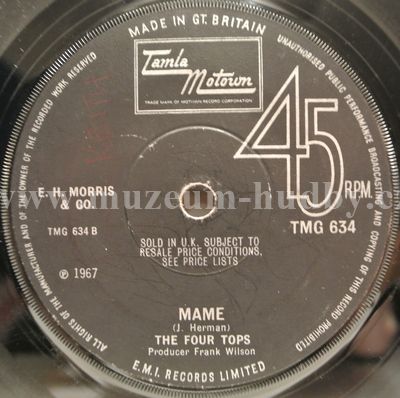 MADE IN GT. BRITAIN
UNAUTHORISED PUBLIC PERFORMANCE BROADCASTING AND COPYING OF THIS RECORD PROHIBITED
ALL RIGHTS OF THE MANUFACTURER AND OF THE OWNER OF THE RECORDED WORK RESERVED
Tamla
Motown
TRADE MARK OF MOTOWN RECORD CORPORATION
KEITH
45
RPM
E. H. MORRIS
& CO.
TMG 634
www.muzeum-hudby.cz
TMG 634 B
SOLD IN U.K. SUBJECT TO
RESALE PRICE CONDITIONS,
SEE PRICE LISTS
℗ 1967
MAME
(J. Herman)
THE FOUR TOPS
Producer Frank Wilson
E.M.I. RECORDS LIMITED